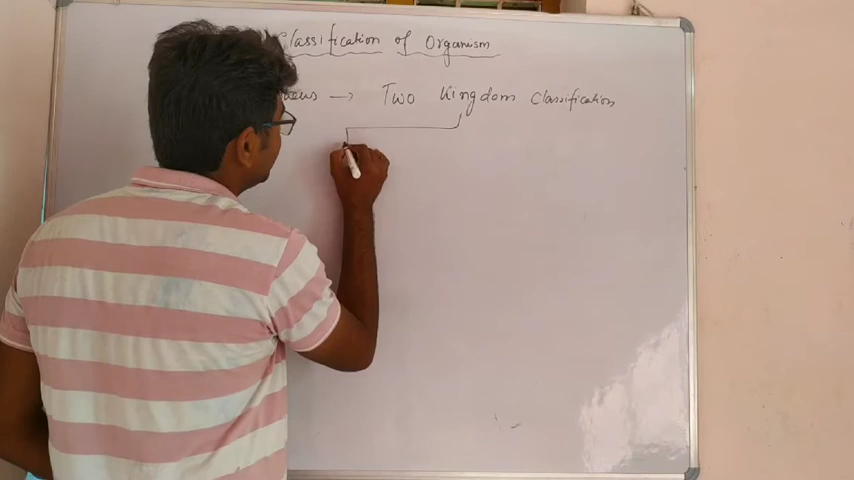 Classification of Organism
→ Two Kingdom Classification